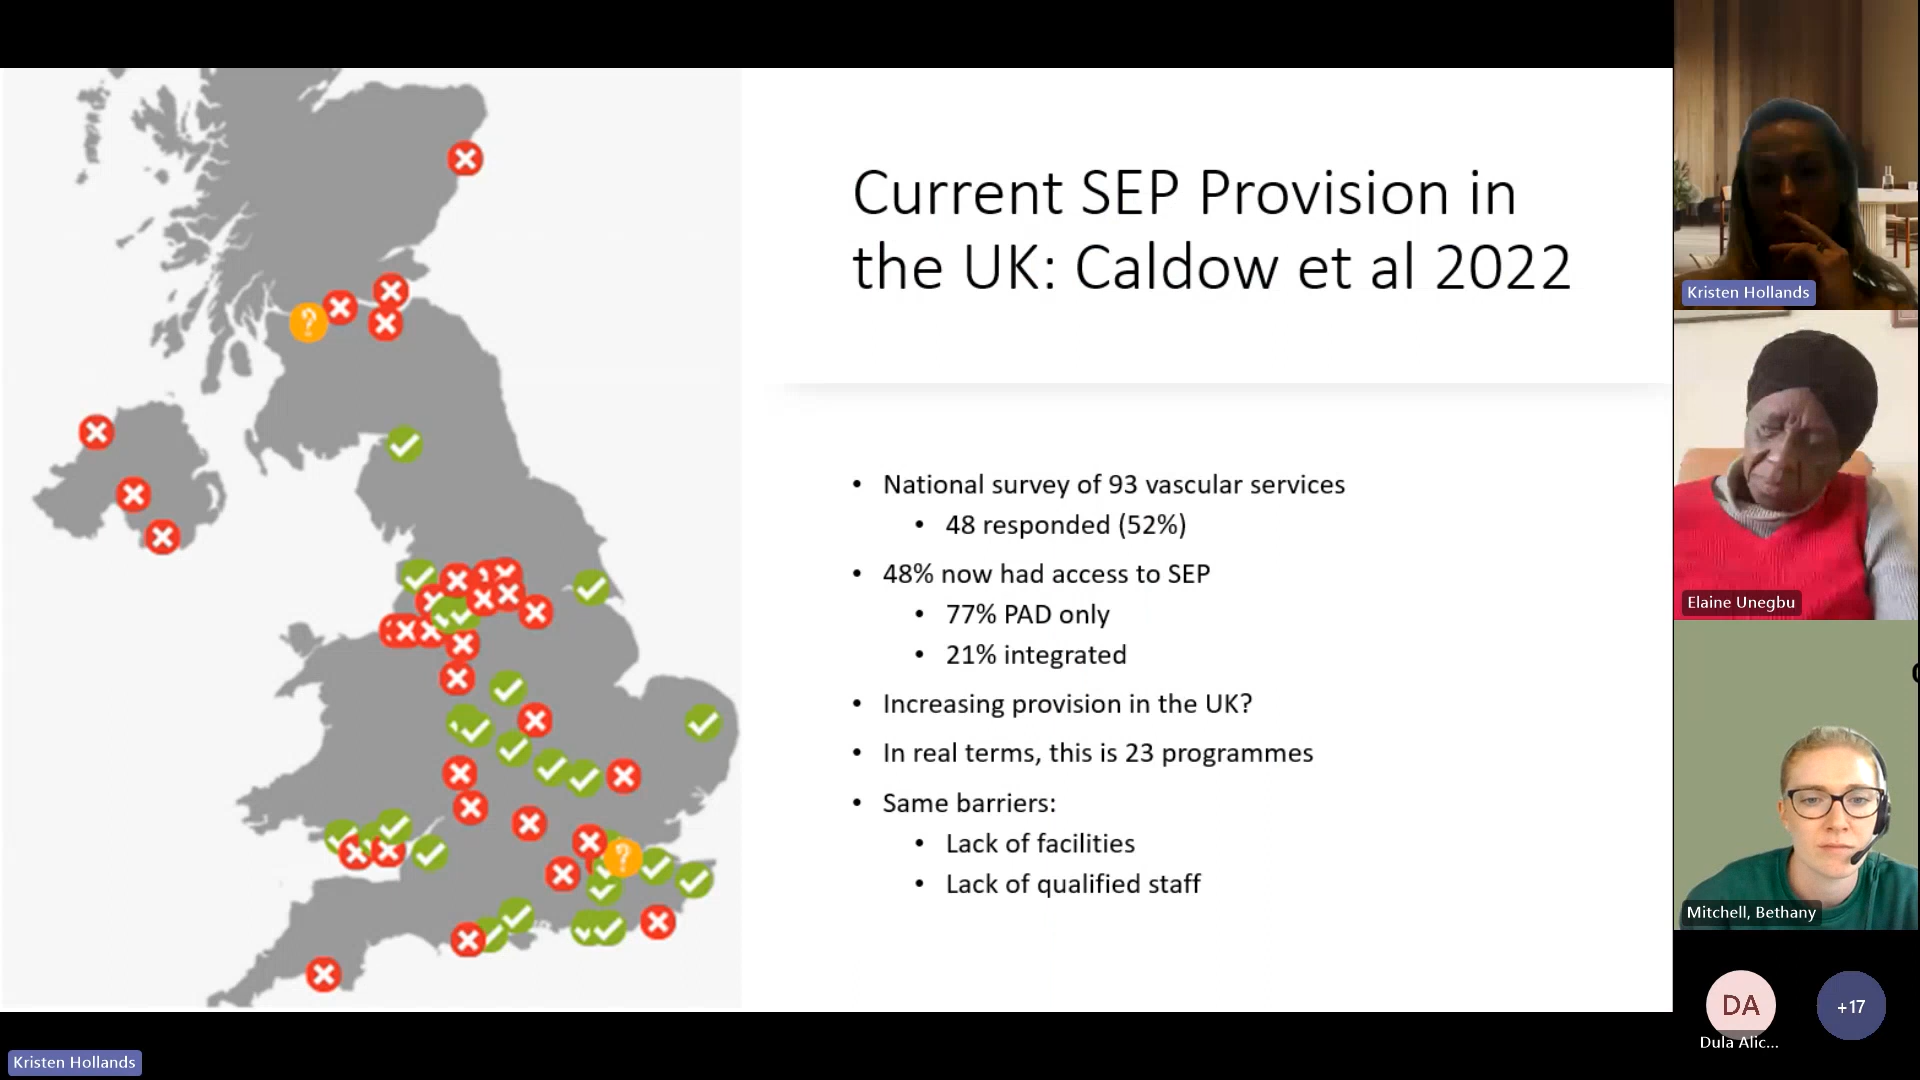 Current SEP Provision in
the UK: Caldow et al 2022
• National survey of 93 vascular services
• 48 responded (52%)
• 48% now had access to SEP
• 77% PAD only
• 21% integrated
• Increasing provision in the UK?
• In real terms, this is 23 programmes
• Same barriers:
• Lack of facilities
• Lack of qualified staff
?
?
Kristen Hollands
Elaine Unegbu
Mitchell, Bethany
DA
Dula Alic...
+17
Kristen Hollands